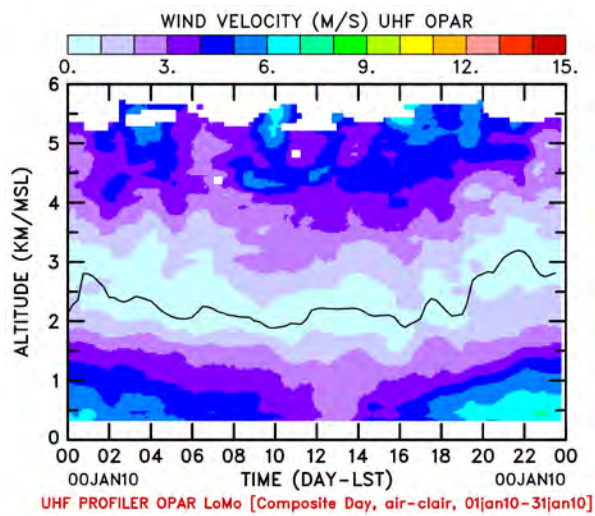 WIND VELOCITY (M/S) UHF OPAR
0. 3. 6. 9. 12. 15.
6
5
4
3
2
1
0
ALTITUDE (KM/MSL)
00 02 04 06 08 10 12 14 16 18 20 22 00
00JAN10 TIME (DAY-LST) 00JAN10
UHF PROFILER OPAR LoMo [Composite Day, air-clair, 01jan10-31jan10]